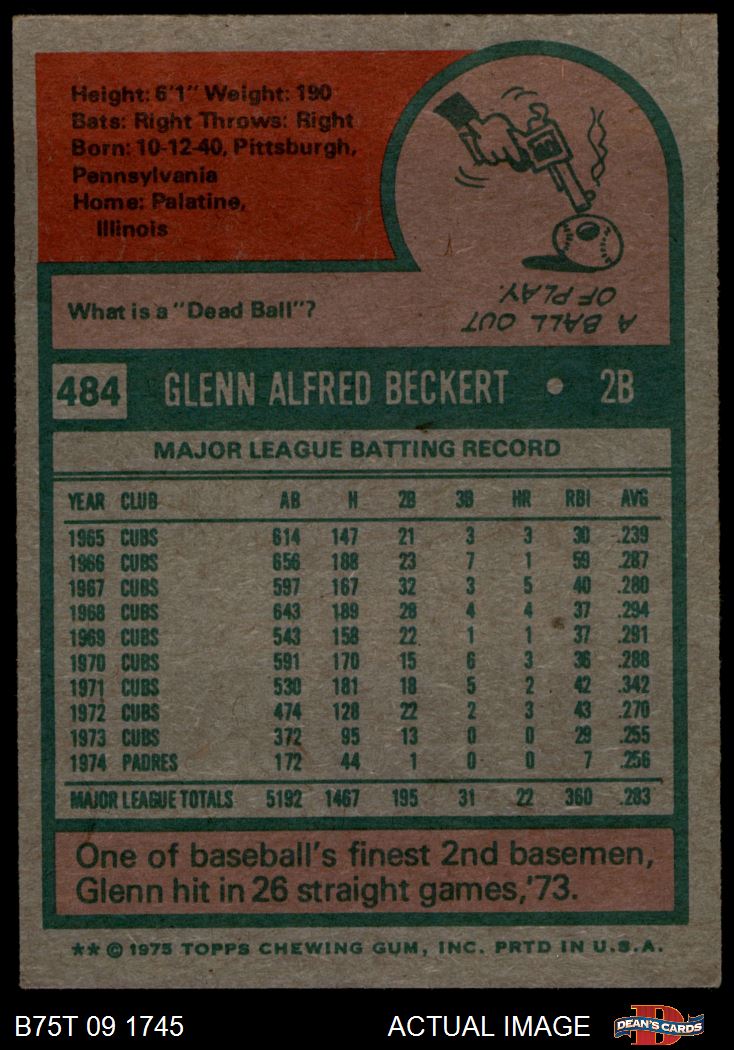 Height: 6'1" Weight: 190
Bats: Right Throws: Right
Born: 10-12-40, Pittsburgh,
Pennsylvania
Home: Palatine,
Illinois
What is a "Dead Ball"?
A BALL OUT
OF PLAY.
484 GLENN ALFRED BECKERT • 2B
MAJOR LEAGUE BATTING RECORD
YEAR CLUB AB H 2B 3B HR RBI AVG
1965 CUBS 614 147 21 3 3 30 .239
1966 CUBS 656 188 23 7 1 59 .287
1967 CUBS 597 167 32 3 5 40 .280
1968 CUBS 643 189 28 4 4 37 .294
1969 CUBS 543 158 22 1 1 37 .291
1970 CUBS 591 170 15 6 3 36 .288
1971 CUBS 530 181 18 5 2 42 .342
1972 CUBS 474 128 22 2 3 43 .270
1973 CUBS 372 95 13 0 0 29 .255
1974 PADRES 172 44 1 0 0 7 .256
MAJOR LEAGUE TOTALS 5192 1467 195 31 22 360 .283
One of baseball's finest 2nd basemen,
Glenn hit in 26 straight games,'73.
** © 1975 TOPPS CHEWING GUM, INC. PRTD IN U.S.A.
B75T 09 1745 ACTUAL IMAGE D DEAN'S CARDS